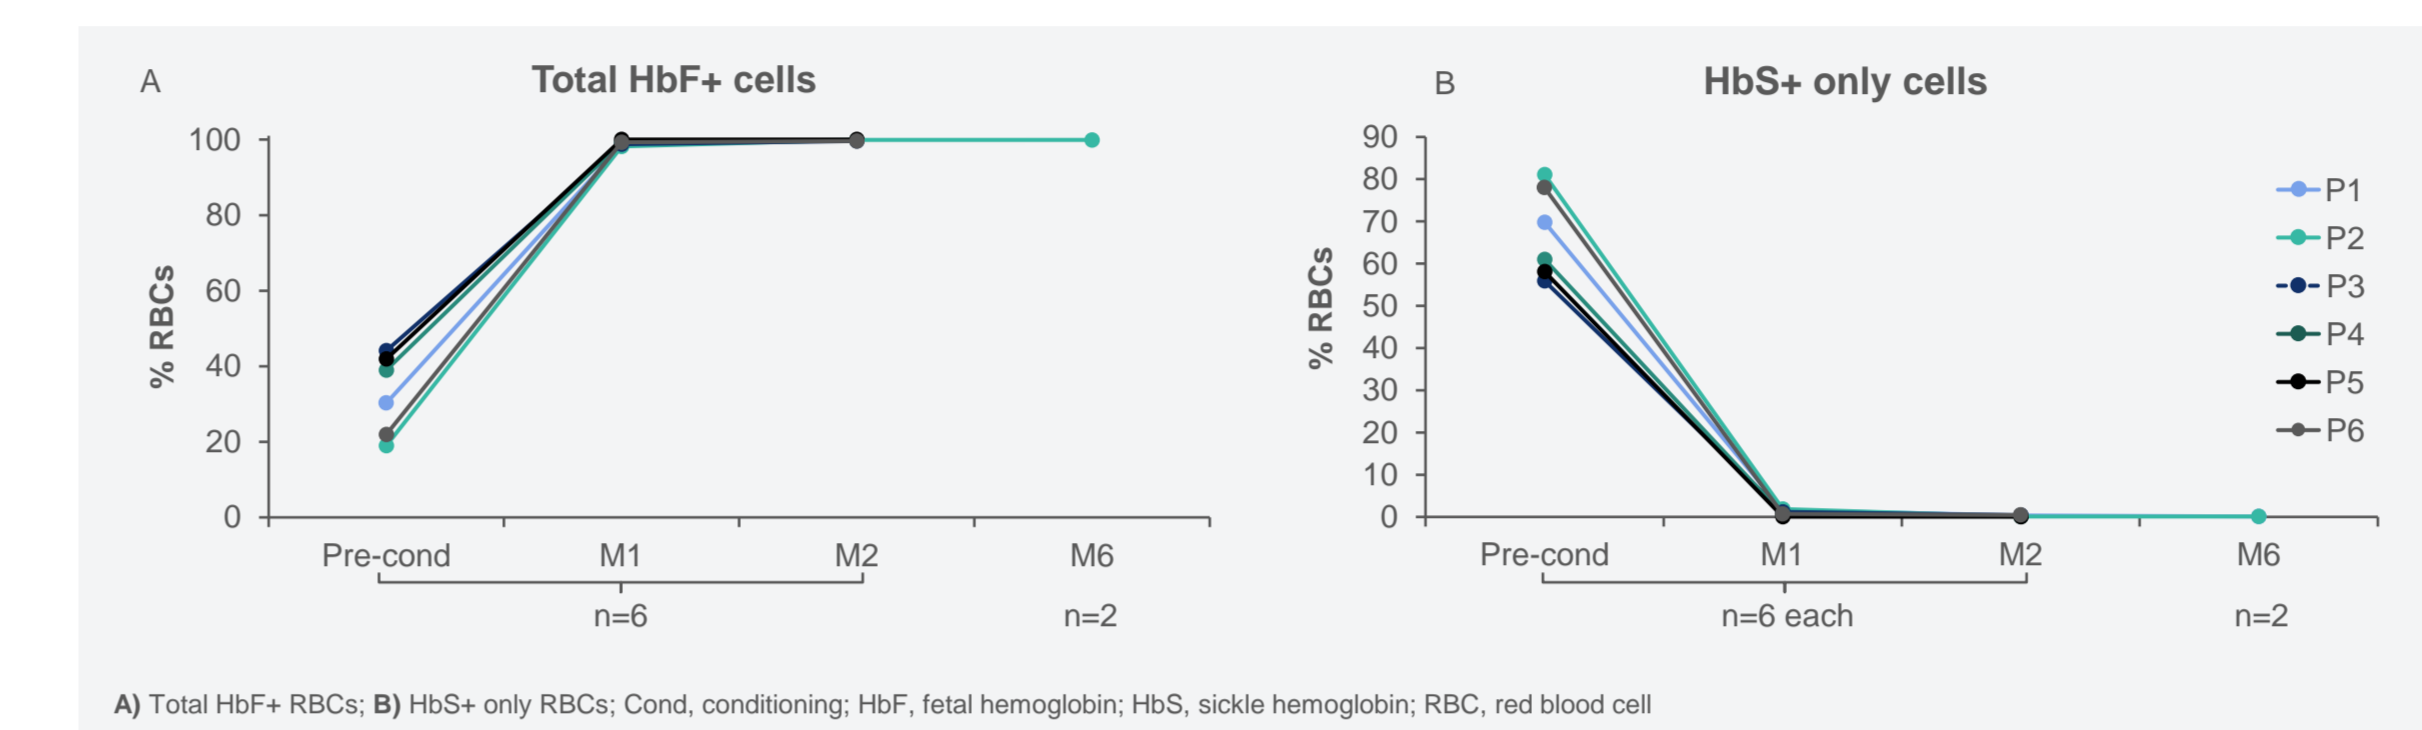 A
Total HbF+ cells
% RBCs
100
80
60
40
20
0
Pre-cond M1 M2 M6
n=6 n=2
B
HbS+ only cells
% RBCs
90
80
70
60
50
40
30
20
10
0
Pre-cond M1 M2 M6
n=6 each n=2
P1
P2
P3
P4
P5
P6
A) Total HbF+ RBCs; B) HbS+ only RBCs; Cond, conditioning; HbF, fetal hemoglobin; HbS, sickle hemoglobin; RBC, red blood cell